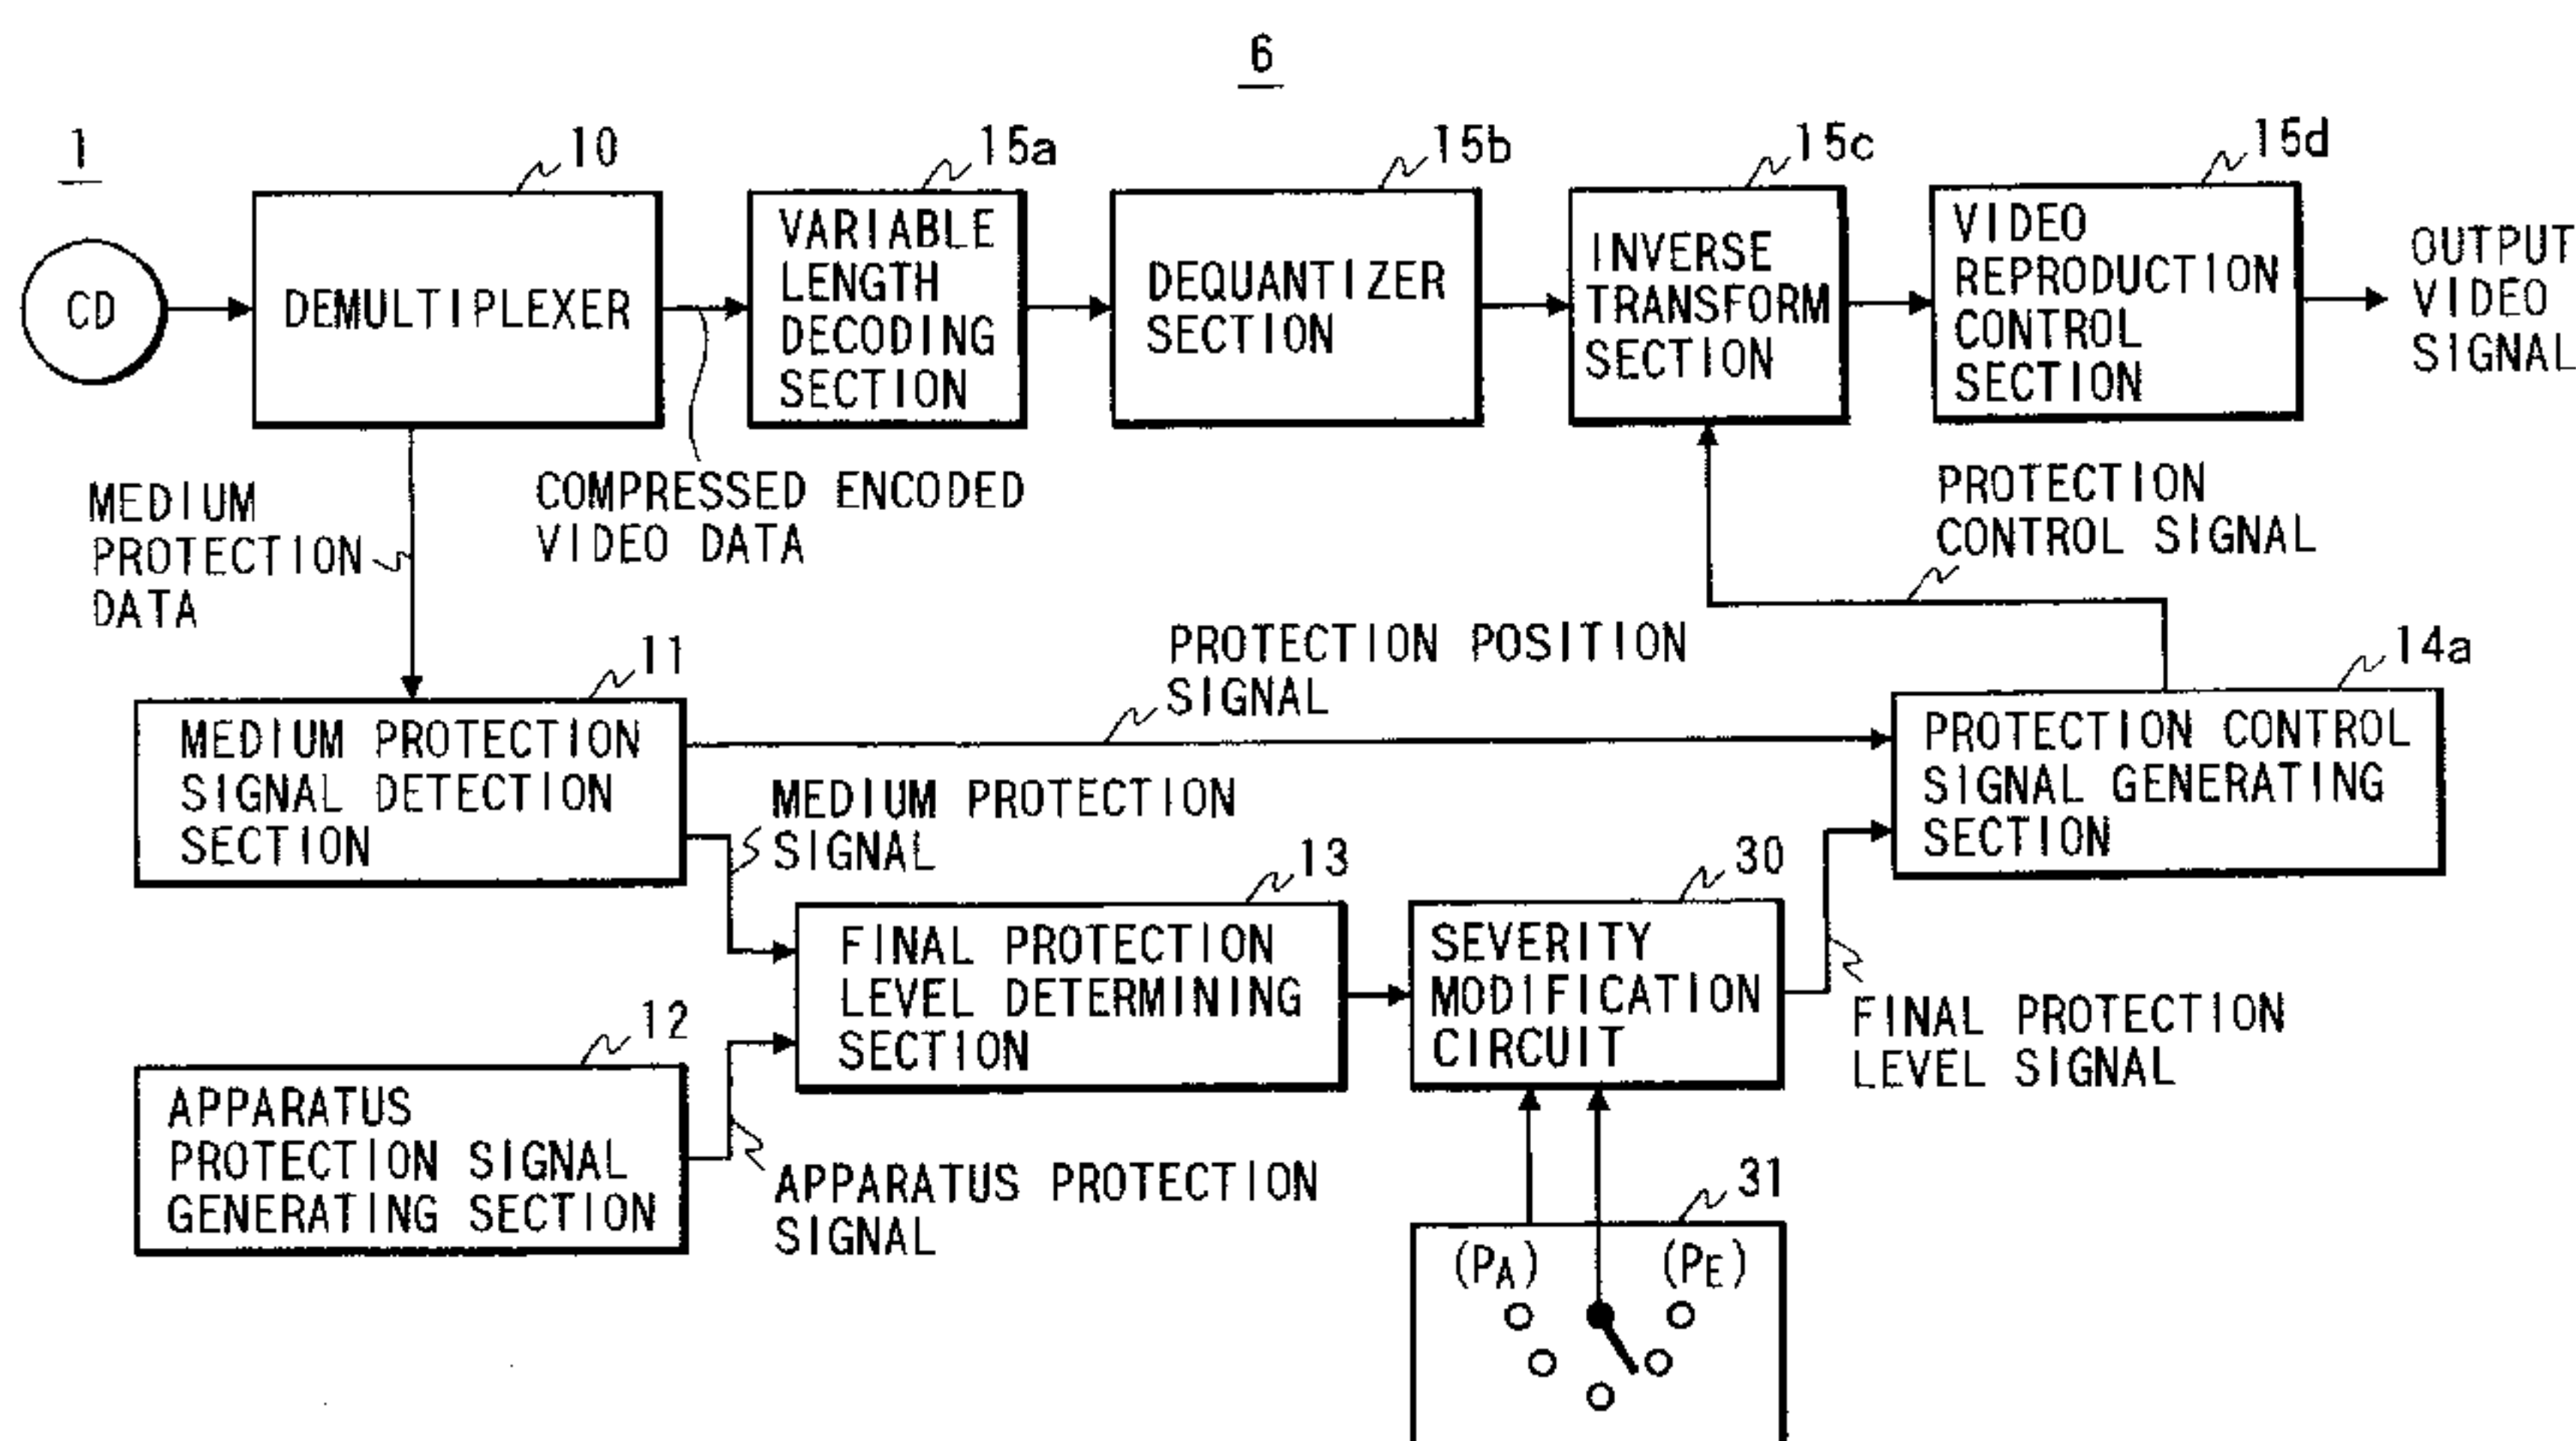 6
1
10
15a
15b
15c
15d
CD
DEMULTIPLEXER
VARIABLE
LENGTH
DECODING
SECTION
DEQUANTIZER
SECTION
INVERSE
TRANSFORM
SECTION
VIDEO
REPRODUCTION
CONTROL
SECTION
OUTPUT
VIDEO
SIGNAL
MEDIUM
PROTECTION
DATA
COMPRESSED ENCODED
VIDEO DATA
PROTECTION
CONTROL SIGNAL
11
PROTECTION POSITION
SIGNAL
14a
MEDIUM PROTECTION
SIGNAL DETECTION
SECTION
MEDIUM PROTECTION
SIGNAL
PROTECTION CONTROL
SIGNAL GENERATING
SECTION
13
30
FINAL PROTECTION
LEVEL DETERMINING
SECTION
SEVERITY
MODIFICATION
CIRCUIT
FINAL PROTECTION
LEVEL SIGNAL
12
APPARATUS
PROTECTION SIGNAL
GENERATING SECTION
APPARATUS PROTECTION
SIGNAL
31
(PA) (PE)